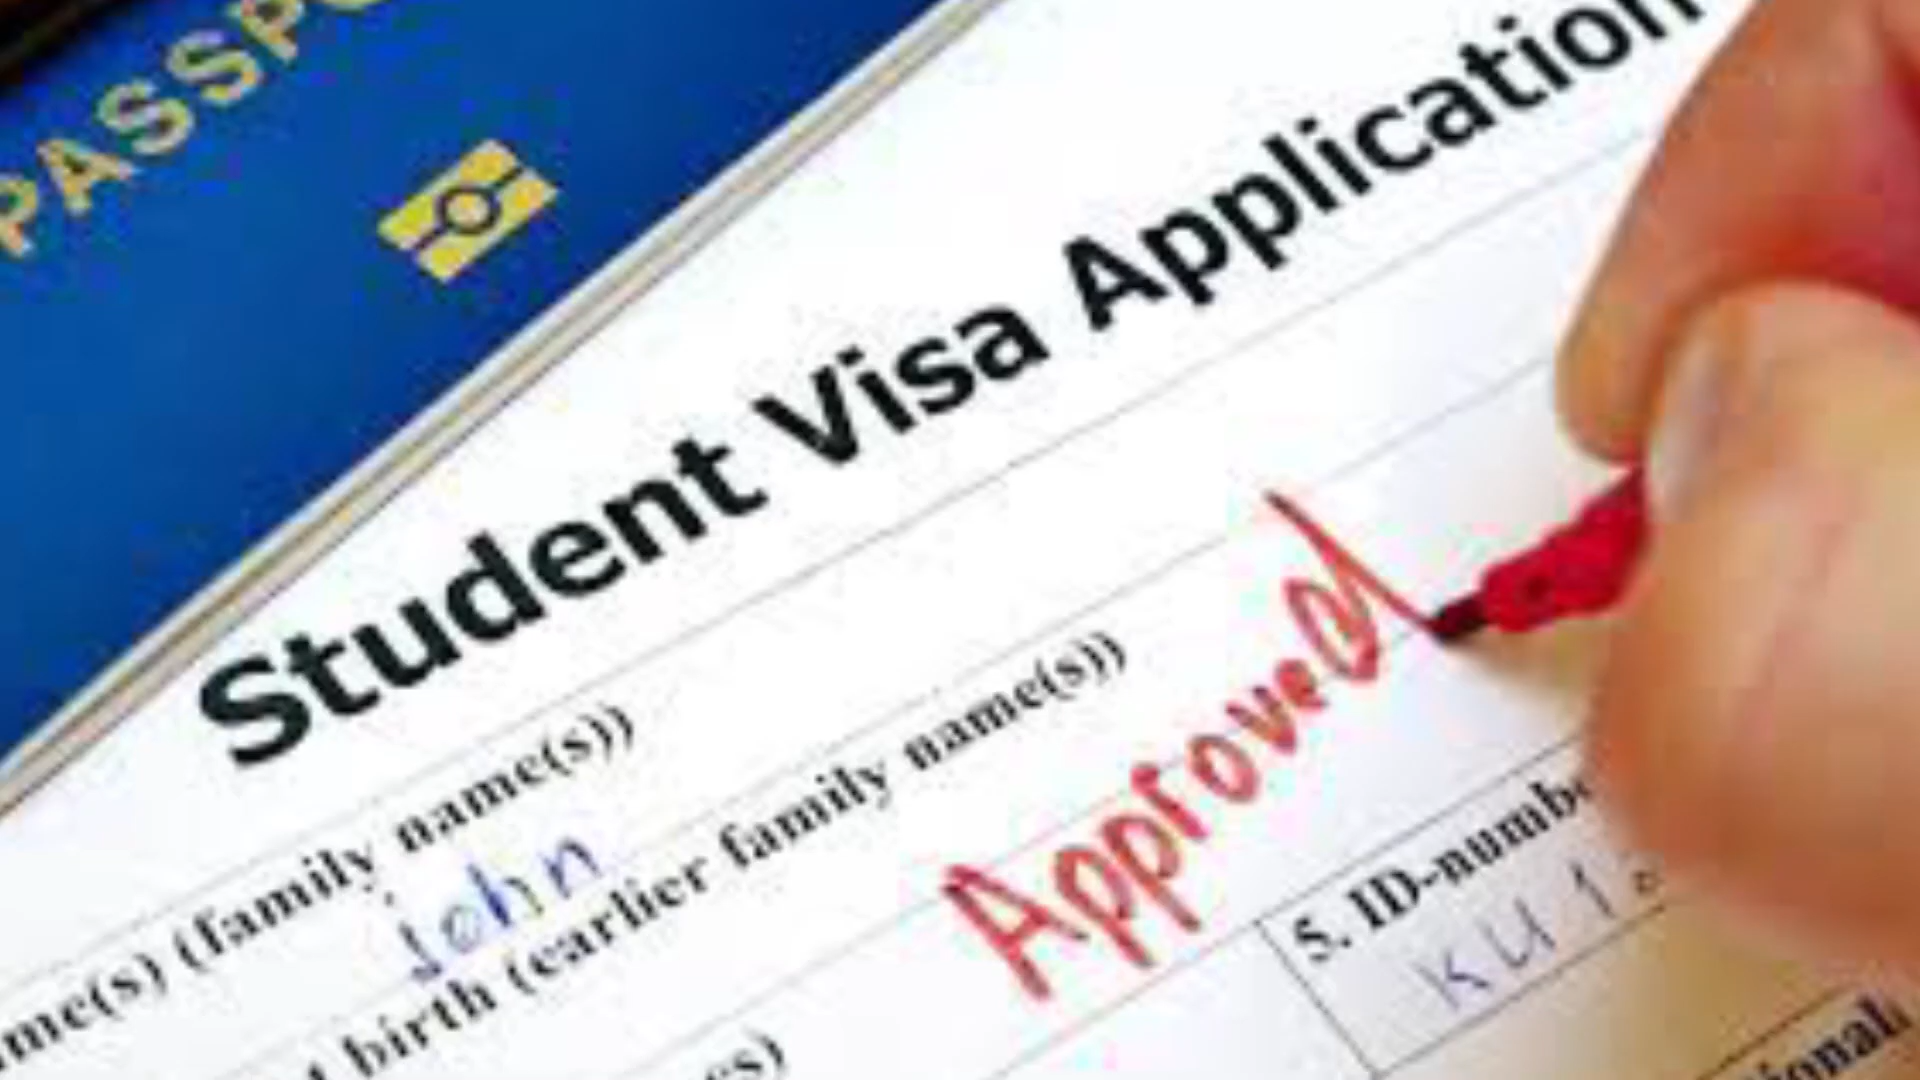 PASSPO
Student Visa Application
me(s) (family name(s))
john
birth (earlier family name(s))
Approved
5. ID-numbe
KU1
s)
ional.